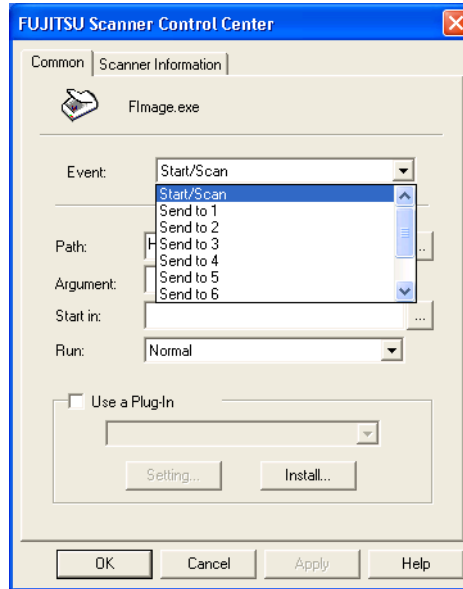 FUJITSU Scanner Control Center
Common Scanner Information
FImage.exe
Event: Start/Scan
Start/Scan
Send to 1
Send to 2
Path: H Send to 3 ..
Send to 4
Argument: Send to 5
Send to 6
Start in: ...
Run: Normal
Use a Plug-In
Setting... Install...
OK Cancel Apply Help